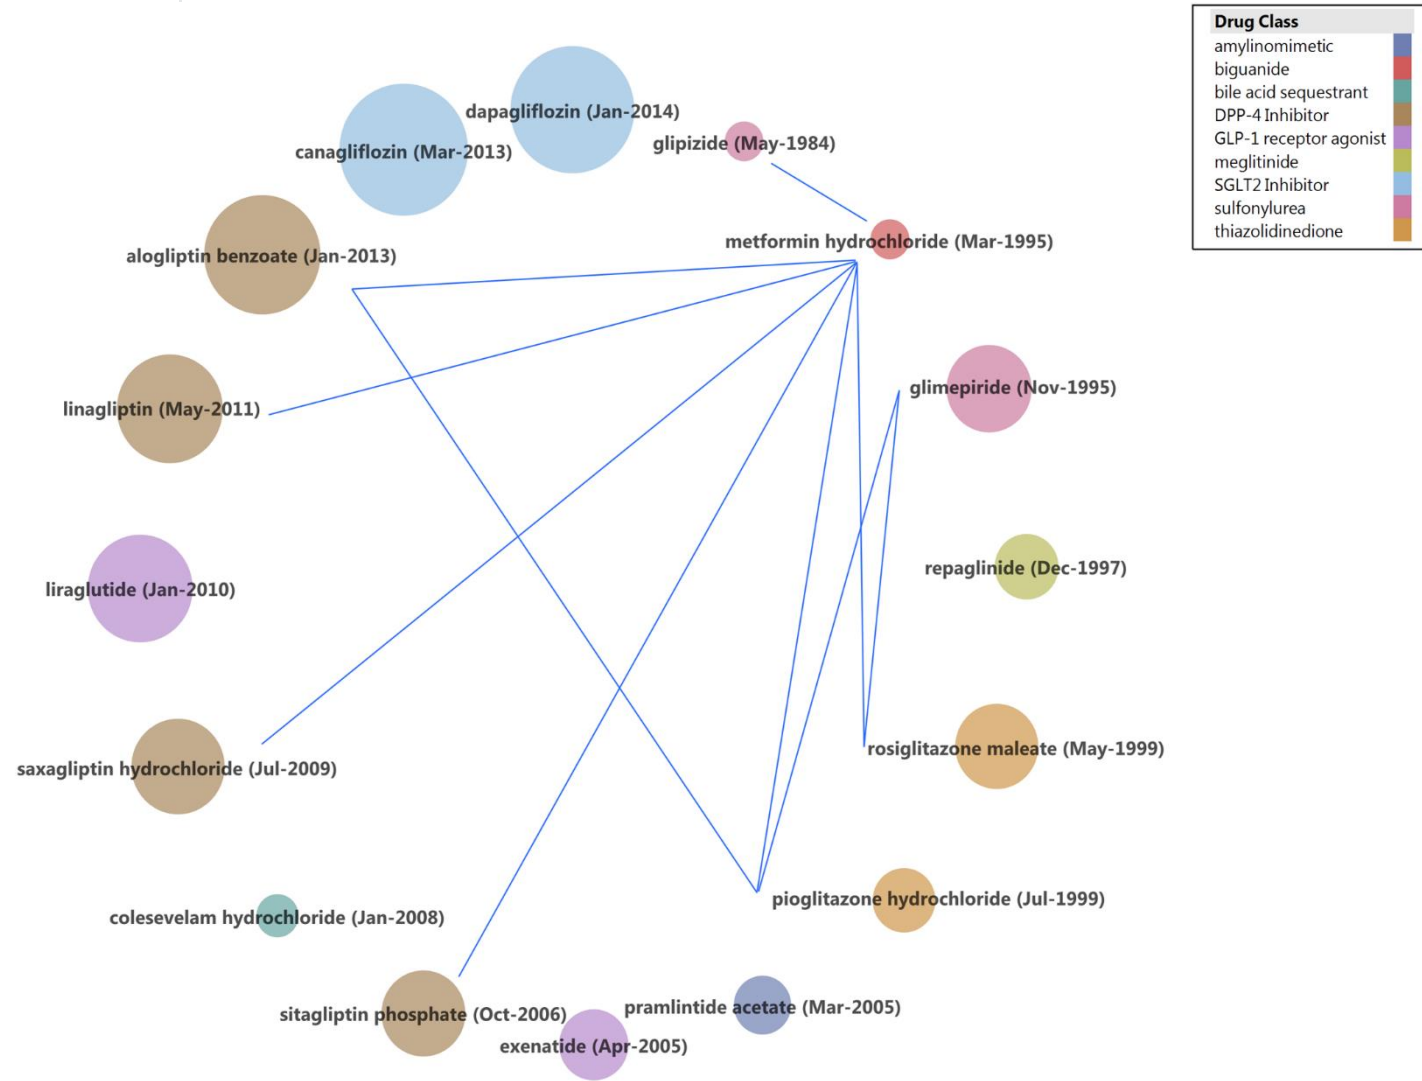 Drug Class
amylinomimetic
biguanide
bile acid sequestrant
DPP-4 Inhibitor
GLP-1 receptor agonist
meglitinide
SGLT2 Inhibitor
sulfonylurea
thiazolidinedione
dapagliflozin (Jan-2014)
glipizide (May-1984)
canagliflozin (Mar-2013)
metformin hydrochloride (Mar-1995)
alogliptin benzoate (Jan-2013)
glimepiride (Nov-1995)
linagliptin (May-2011)
repaglinide (Dec-1997)
liraglutide (Jan-2010)
rosiglitazone maleate (May-1999)
saxagliptin hydrochloride (Jul-2009)
pioglitazone hydrochloride (Jul-1999)
colesevelam hydrochloride (Jan-2008)
pramlintide acetate (Mar-2005)
sitagliptin phosphate (Oct-2006)
exenatide (Apr-2005)